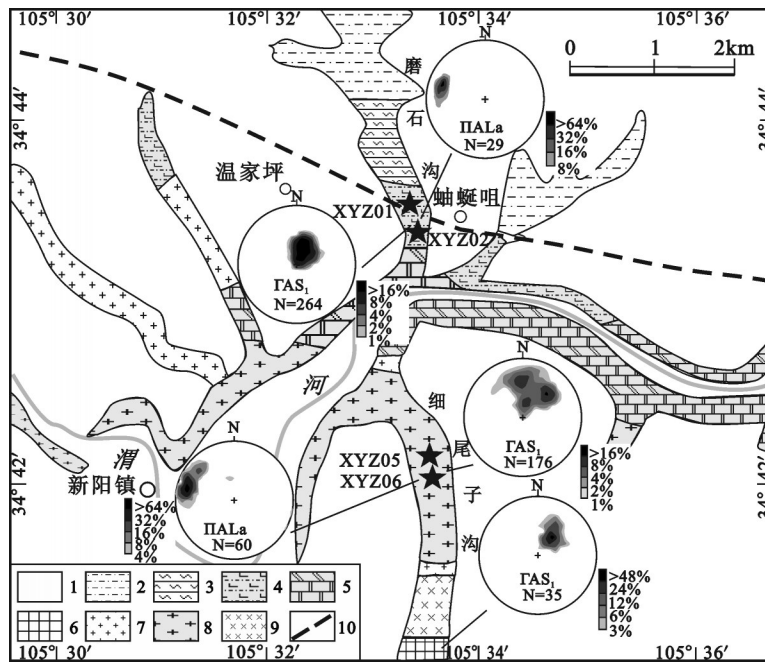 105°30′ 105°32′ 105°34′ 105°36′
34°44′
34°44′
34°42′
34°42′
0 1 2km
N
ΠALa
N=29
>64%
32%
16%
8%
磨石沟
温家坪
蚰蜒咀
XYZ01
XYZ02
N
ΓAS₁
N=264
>16%
8%
4%
2%
1%
河
渭
新阳镇
N
ΓAS₁
N=176
>16%
8%
4%
2%
1%
细尾子沟
XYZ05
XYZ06
N
ΠALa
N=60
>64%
32%
16%
8%
4%
N
ΓAS₁
N=35
>48%
24%
12%
6%
3%
1 2 3 4 5
6 7 8 9 10
105°30′ 105°32′ 105°34′ 105°36′